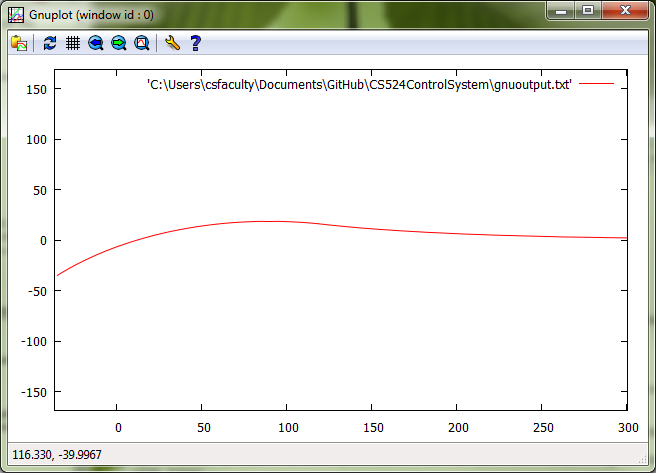 Gnuplot (window id : 0)
'C:\Users\csfaculty\Documents\GitHub\CS524ControlSystem\gnuoutput.txt'
150
100
50
0
-50
-100
-150
0 50 100 150 200 250 300
116.330, -39.9967